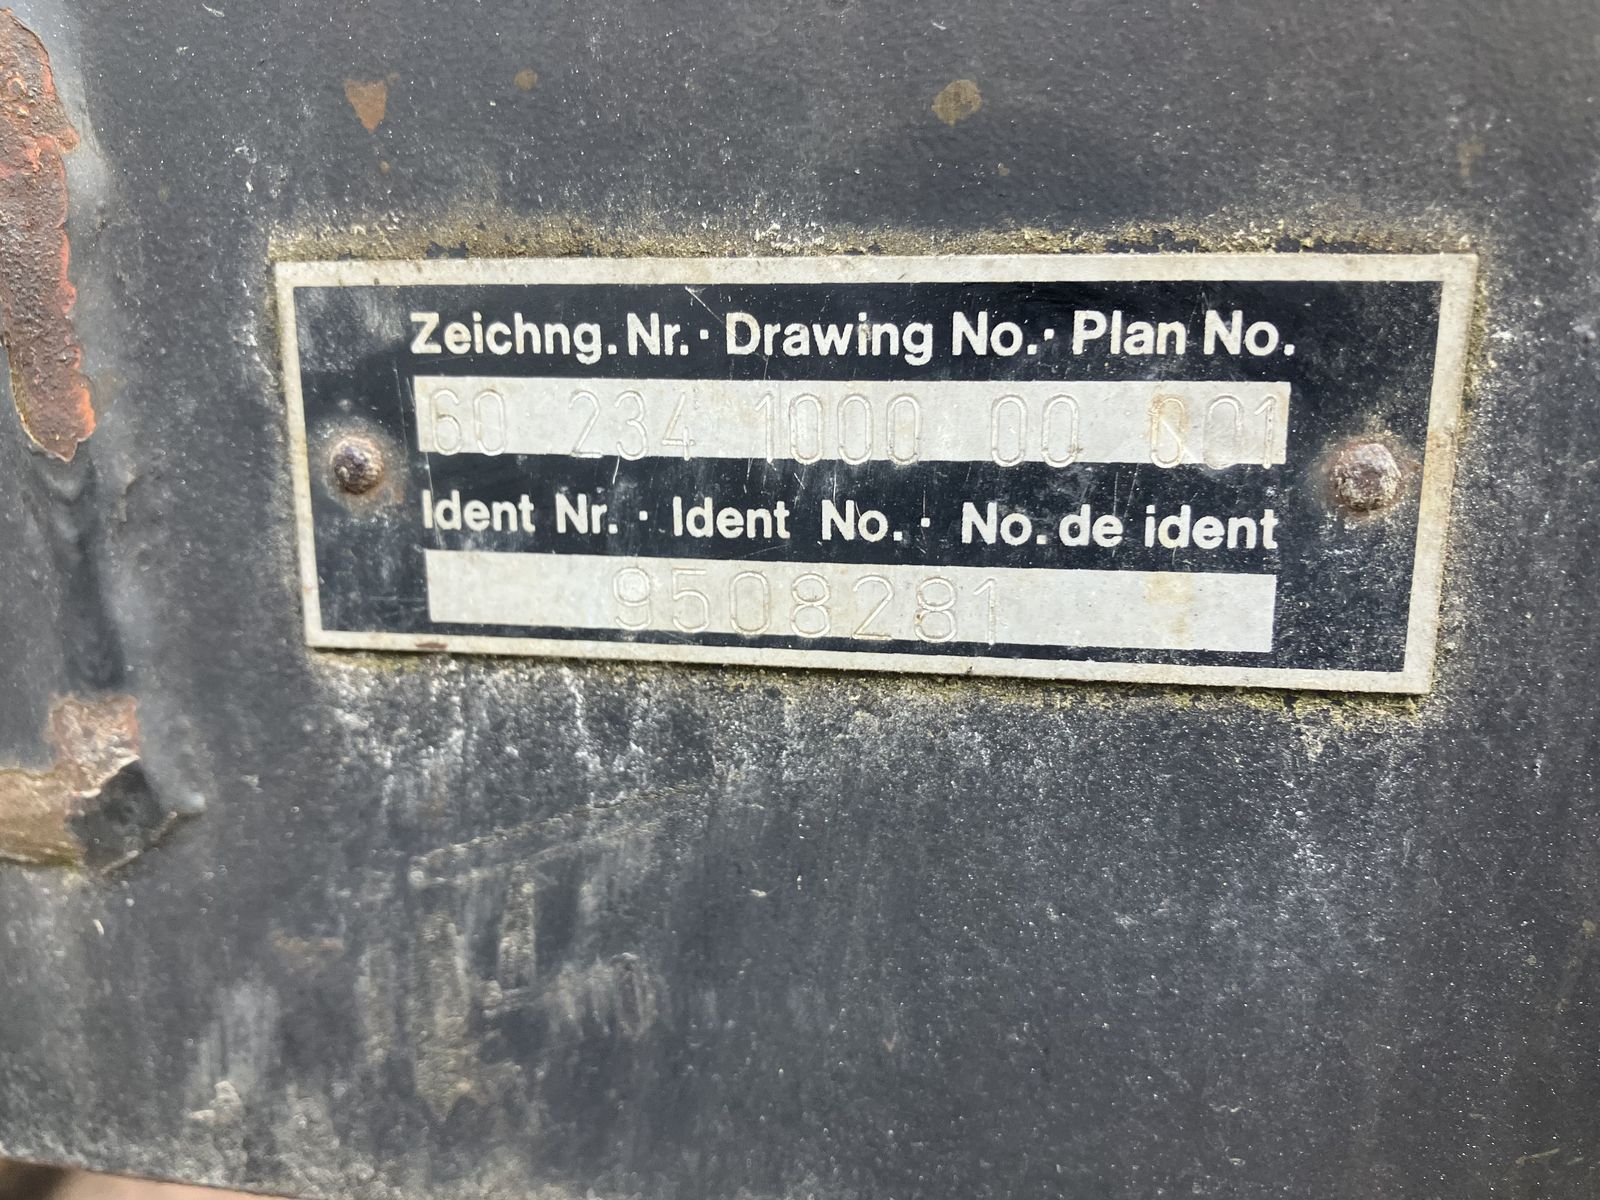 Zeichng. Nr. · Drawing No. · Plan No.
60 234 1000 00 001
Ident Nr. · Ident No. · No. de ident
9508281